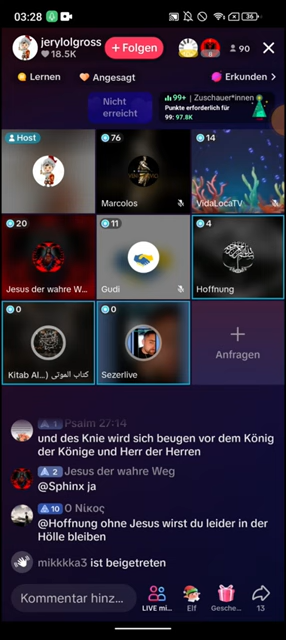 03:28
36
jerylolgross
18.5K
+ Folgen
8
90
Lernen
Angesagt
Erkunden >
Nicht
erreicht
99+ | Zuschauer*innen
Punkte erforderlich für
99: 97.8K
Host
76
Marcolos
14
VidaLocaTV
20
Jesus der wahre W...
11
Gudi
4
Hoffnung
0
Kitab Al... (كتاب الموتى
0
Sezerlive
+
Anfragen
1 Psalm 27:14
und des Knie wird sich beugen vor dem König
der Könige und Herr der Herren
2 Jesus der wahre Weg
@Sphinx ja
10 Ο Νίκος
@Hoffnung ohne Jesus wirst du leider in der
Hölle bleiben
mikkkka3 ist beigetreten
Kommentar hinz...
LIVE mi...
Elf
Gesche...
13